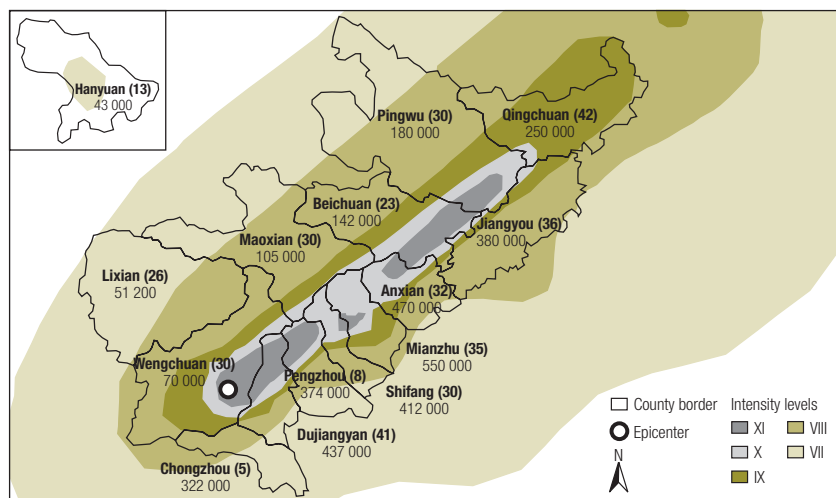 Hanyuan (13)
43 000
Pingwu (30)
180 000
Qingchuan (42)
250 000
Beichuan (23)
142 000
Jiangyou (36)
380 000
Maoxian (30)
105 000
Lixian (26)
51 200
Anxian (32)
470 000
Mianzhu (35)
550 000
Wengchuan (30)
70 000
Pengzhou (8)
374 000
Shifang (30)
412 000
Dujiangyan (41)
437 000
Chongzhou (5)
322 000
County border
Epicenter
N
Intensity levels
XI
VIII
X
VII
IX